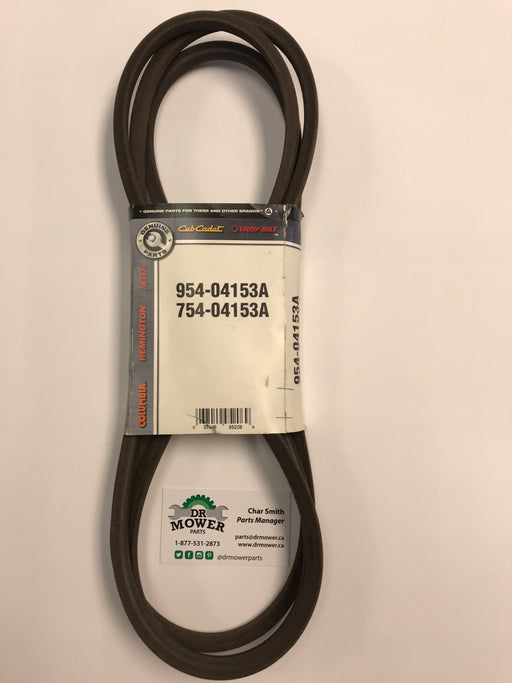 • GENUINE PARTS FOR THESE AND OTHER BRANDS •
GENUINE PARTS
Cub Cadet
TROY-BILT
MTD
REMINGTON
COLUMBIA
954-04153A
754-04153A
954-04153A
DR
MOWER
PARTS
1-877-531-2873
@drmowerparts
Char Smith
Parts Manager
parts@drmower.ca
www.drmower.ca